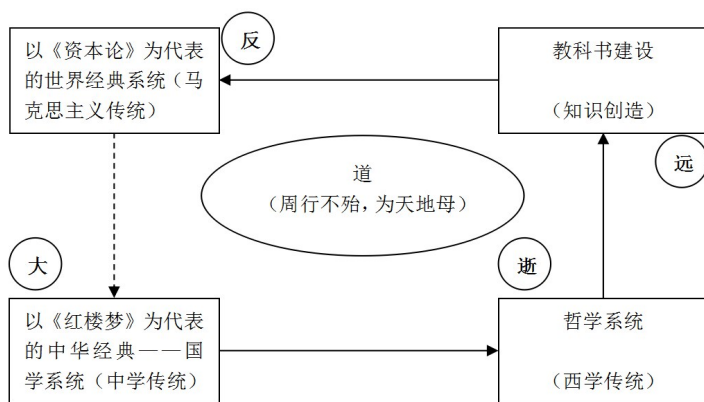 反
以《资本论》为代表
的世界经典系统（马
克思主义传统）
教科书建设
（知识创造）
远
道
（周行不殆，为天地母）
大
逝
以《红楼梦》为代表
的中华经典——国
学系统（中学传统）
哲学系统
（西学传统）